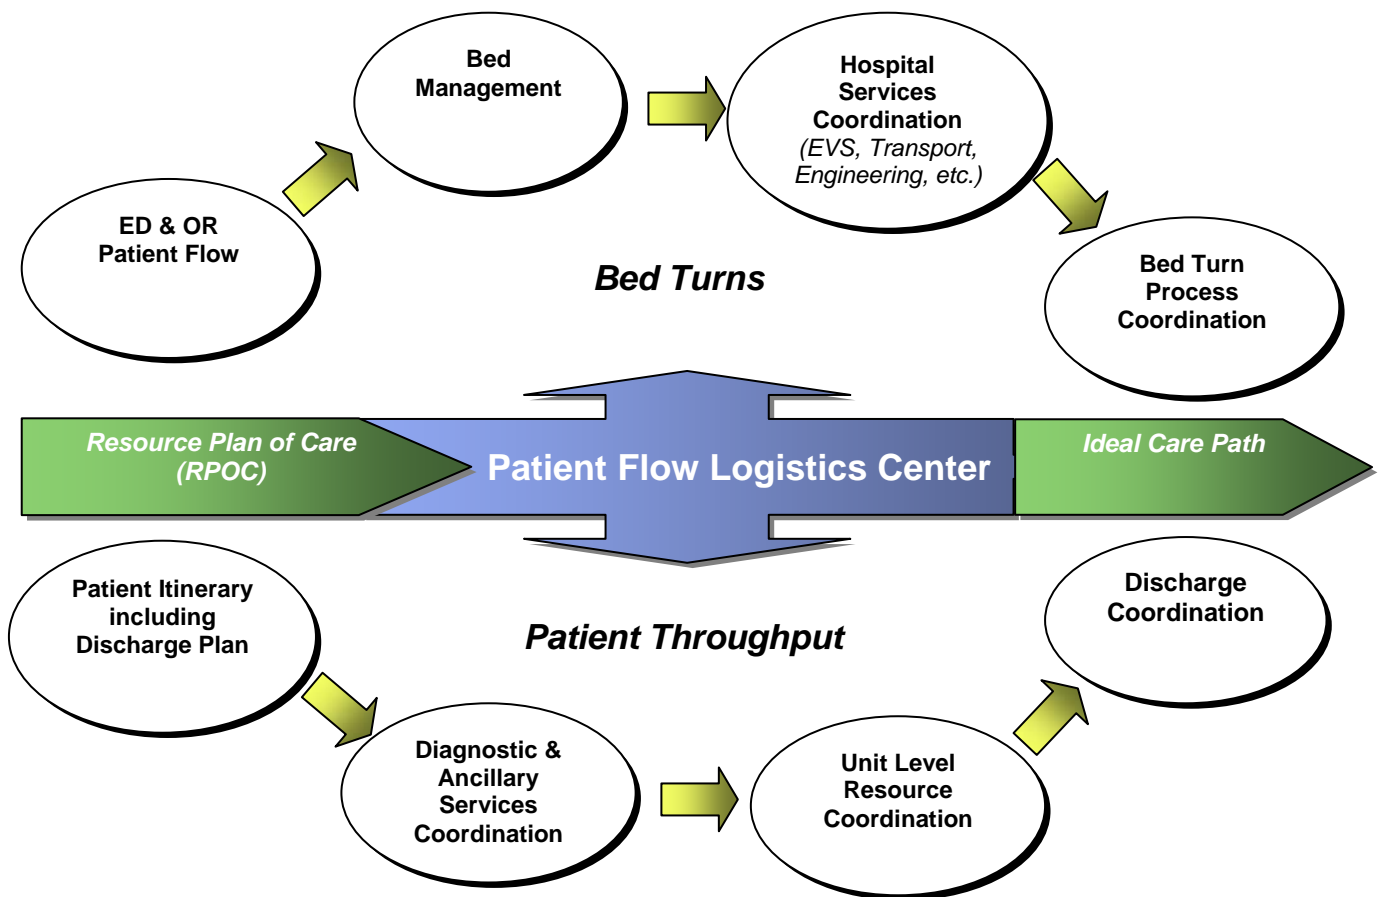 Bed
Management
Hospital
Services
Coordination
(EVS, Transport,
Engineering, etc.)
ED & OR
Patient Flow
Bed Turns
Bed Turn
Process
Coordination
Resource Plan of Care
(RPOC)
Patient Flow Logistics Center
Ideal Care Path
Patient Itinerary
including
Discharge Plan
Patient Throughput
Discharge
Coordination
Diagnostic &
Ancillary
Services
Coordination
Unit Level
Resource
Coordination